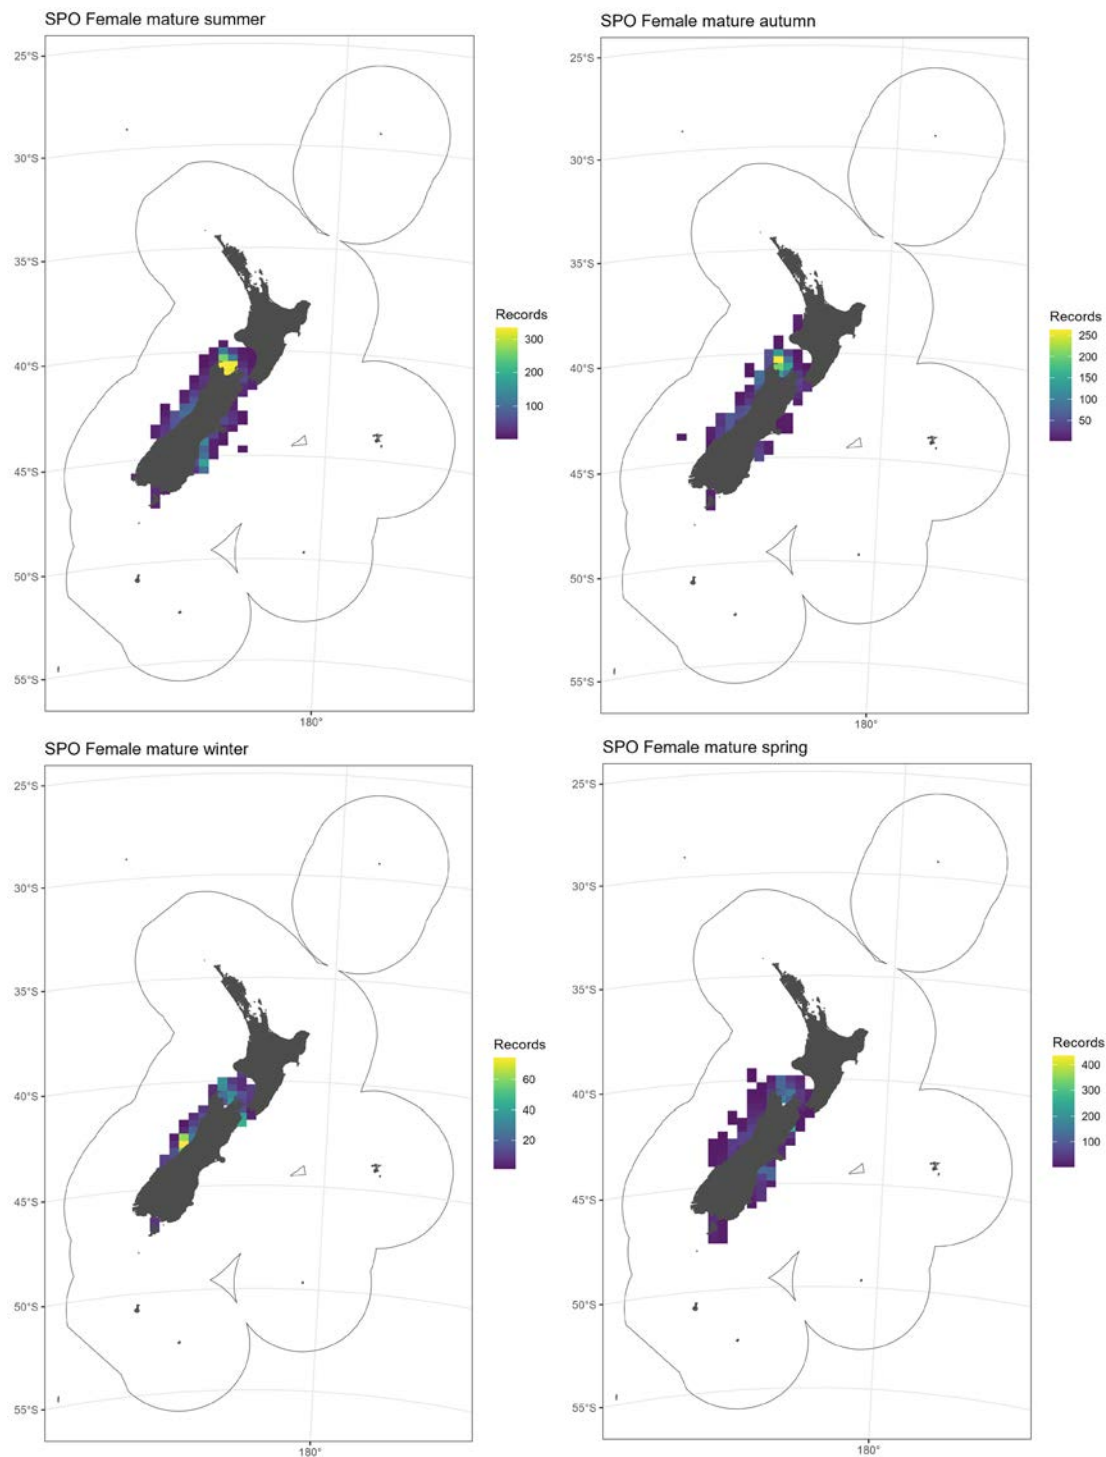 SPO Female mature summer
25°S
30°S
35°S
40°S
45°S
50°S
55°S
180°
Records
300
200
100
SPO Female mature autumn
25°S
30°S
35°S
40°S
45°S
50°S
55°S
180°
Records
250
200
150
100
50
SPO Female mature winter
25°S
30°S
35°S
40°S
45°S
50°S
55°S
180°
Records
60
40
20
SPO Female mature spring
25°S
30°S
35°S
40°S
45°S
50°S
55°S
180°
Records
400
300
200
100